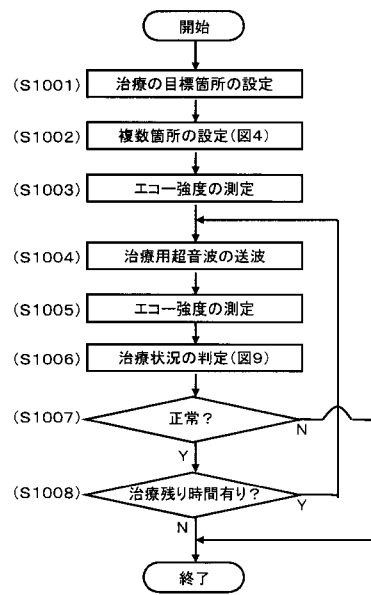 開始
(S1001) 治療の目標箇所の設定
(S1002) 複数箇所の設定(図4)
(S1003) エコー強度の測定
(S1004) 治療用超音波の送波
(S1005) エコー強度の測定
(S1006) 治療状況の判定(図9)
(S1007) 正常? N
Y
(S1008) 治療残り時間有り? Y
N
終了